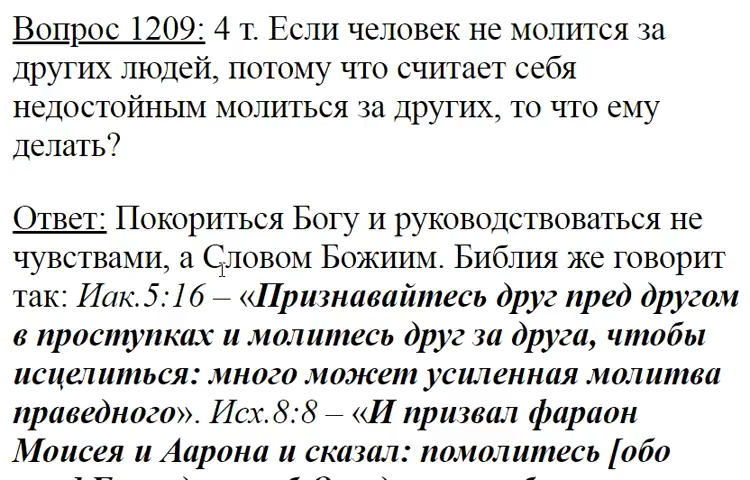 Вопрос 1209: 4 т. Если человек не молится за
других людей, потому что считает себя
недостойным молиться за других, то что ему
делать?
Ответ: Покориться Богу и руководствоваться не
чувствами, а Словом Божиим. Библия же говорит
так: Иак.5:16 – «Признавайтесь друг пред другом
в проступках и молитесь друг за друга, чтобы
исцелиться: много может усиленная молитва
праведного». Исх.8:8 – «И призвал фараон
Моисея и Аарона и сказал: помолитесь [обо